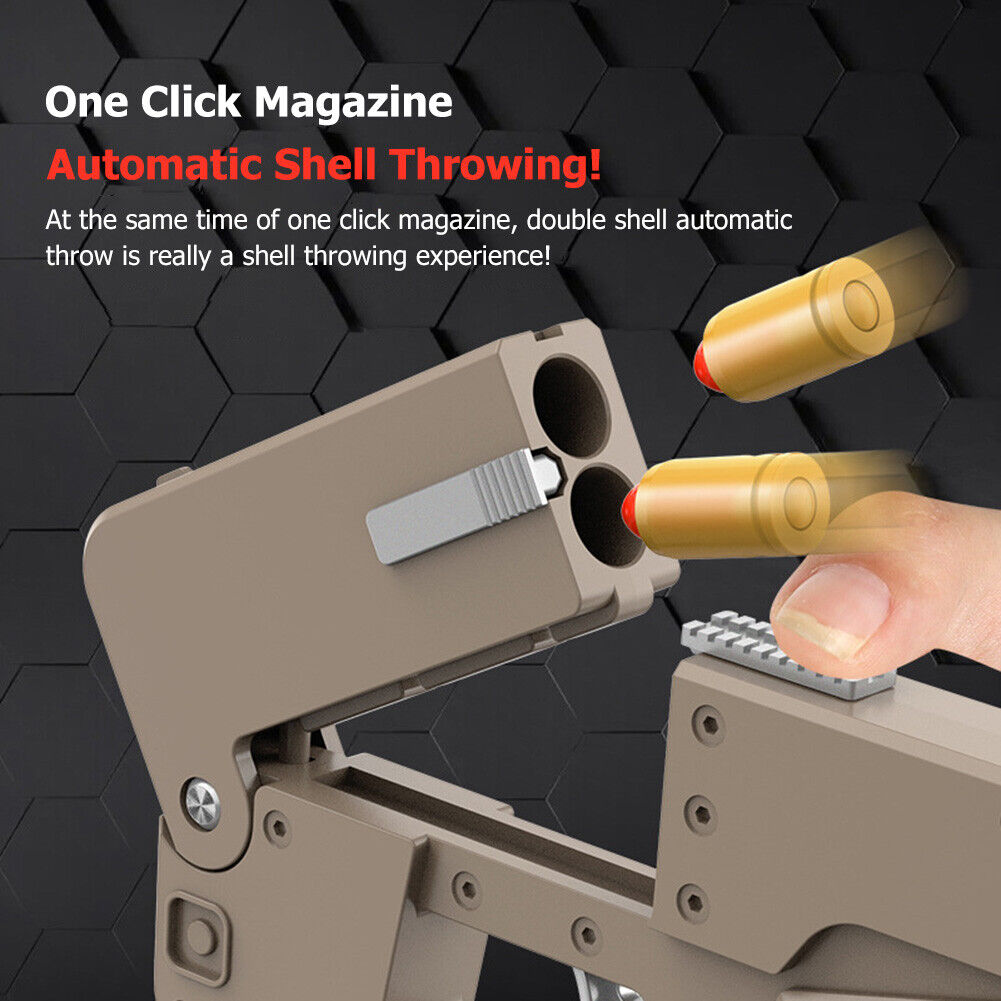 One Click Magazine
Automatic Shell Throwing!
At the same time of one click magazine, double shell automatic
throw is really a shell throwing experience!